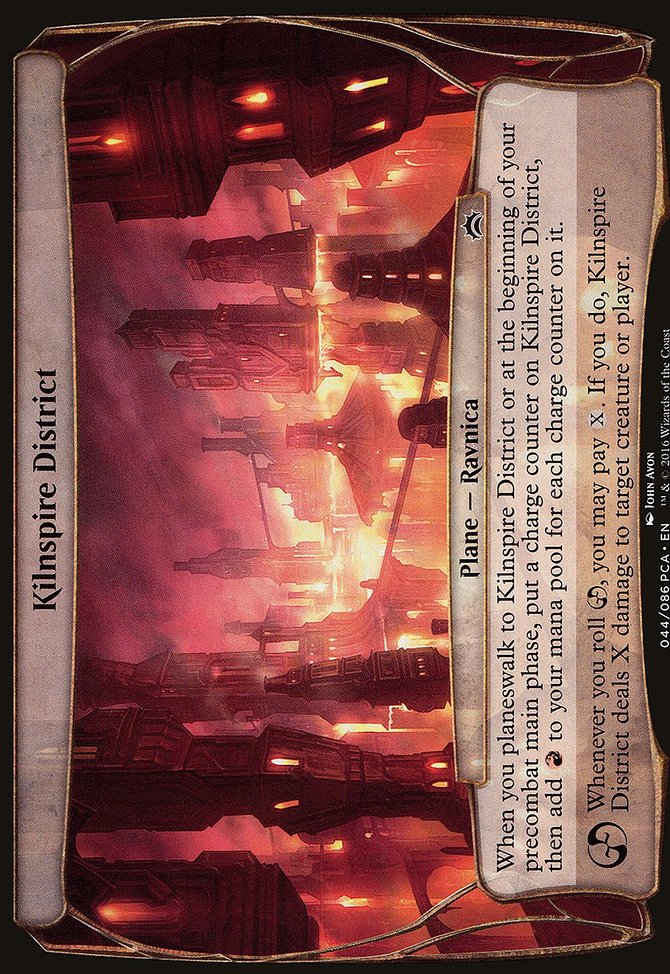 Kilnspire District
Plane — Ravnica
When you planeswalk to Kilnspire District or at the beginning of your
precombat main phase, put a charge counter on Kilnspire District,
then add to your mana pool for each charge counter on it.
Whenever you roll , you may pay X . If you do, Kilnspire
District deals X damage to target creature or player.
JOHN AVON
044/086 PCA • EN ™ & © 2016 Wizards of the Coast